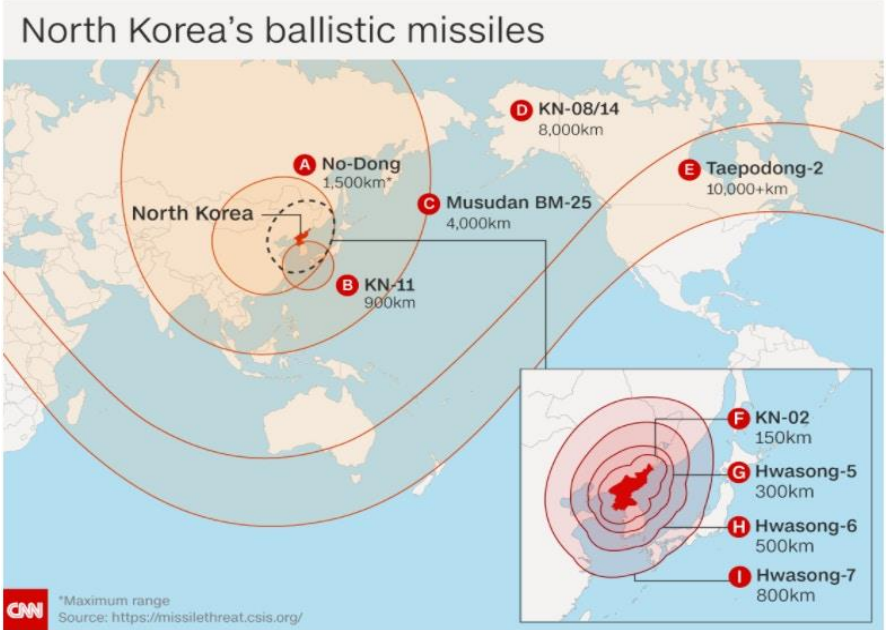 North Korea's ballistic missiles
D KN-08/14
8,000km
A No-Dong
1,500km*
E Taepodong-2
10,000+km
C Musudan BM-25
4,000km
North Korea
B KN-11
900km
F KN-02
150km
G Hwasong-5
300km
H Hwasong-6
500km
I Hwasong-7
800km
CNN
*Maximum range
Source: https://missilethreat.csis.org/